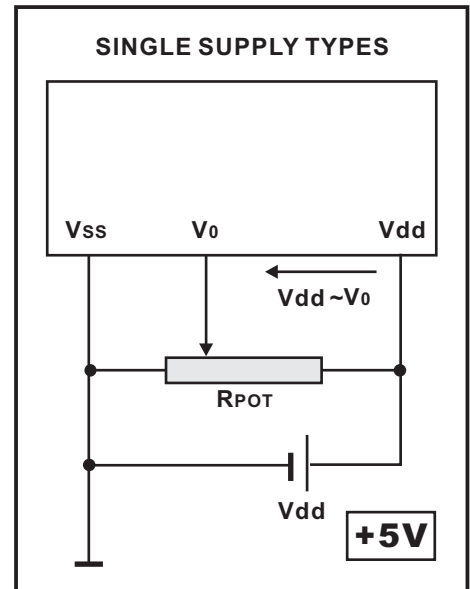 SINGLE SUPPLY TYPES
Vss V0 Vdd
Vdd ~V0
RPOT
Vdd
+5V